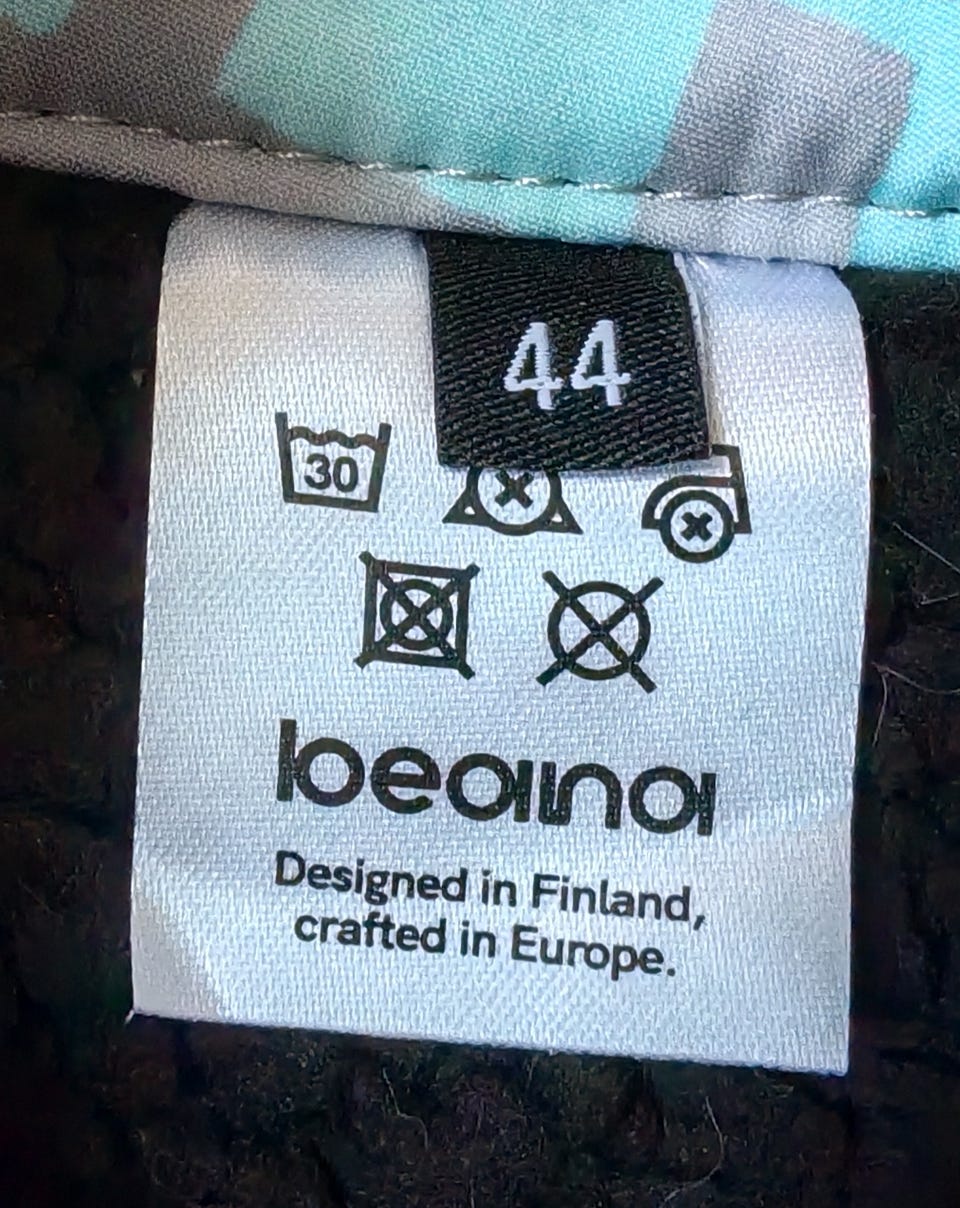 44
30
beaina
Designed in Finland,
crafted in Europe.